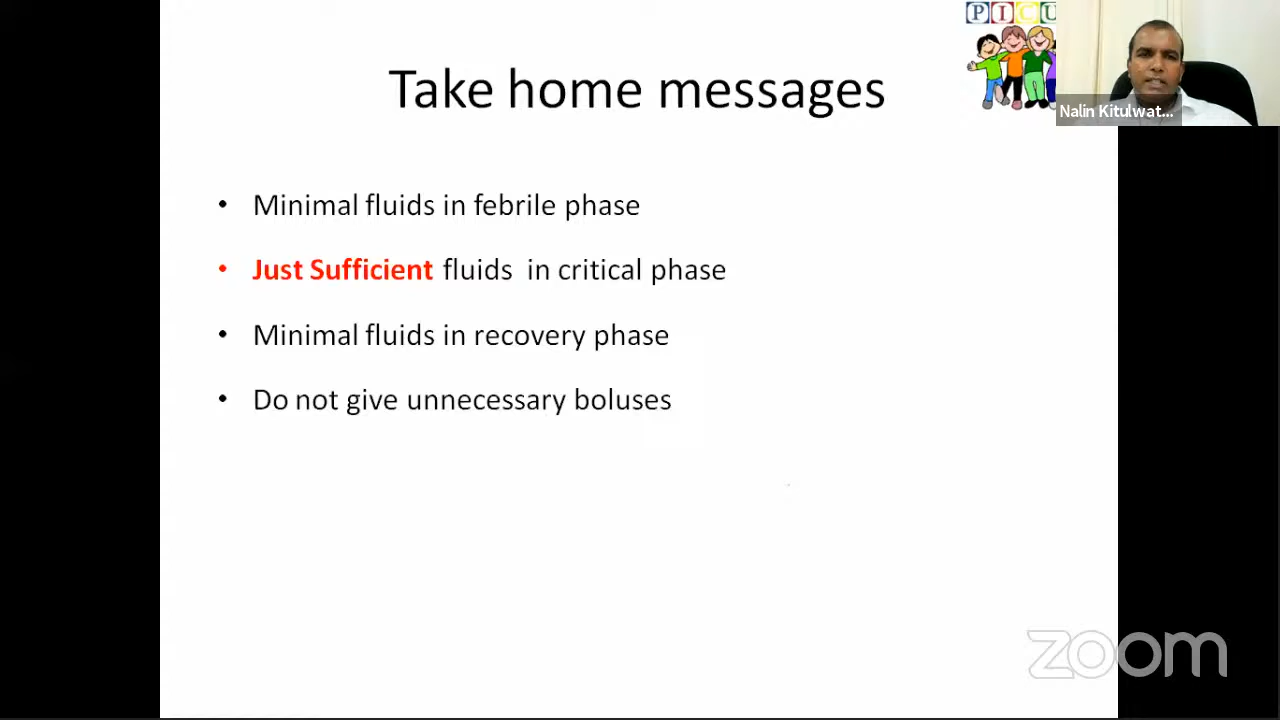 PICU
Take home messages
Nalin Kitulwat...
• Minimal fluids in febrile phase
• Just Sufficient fluids in critical phase
• Minimal fluids in recovery phase
• Do not give unnecessary boluses
zoom